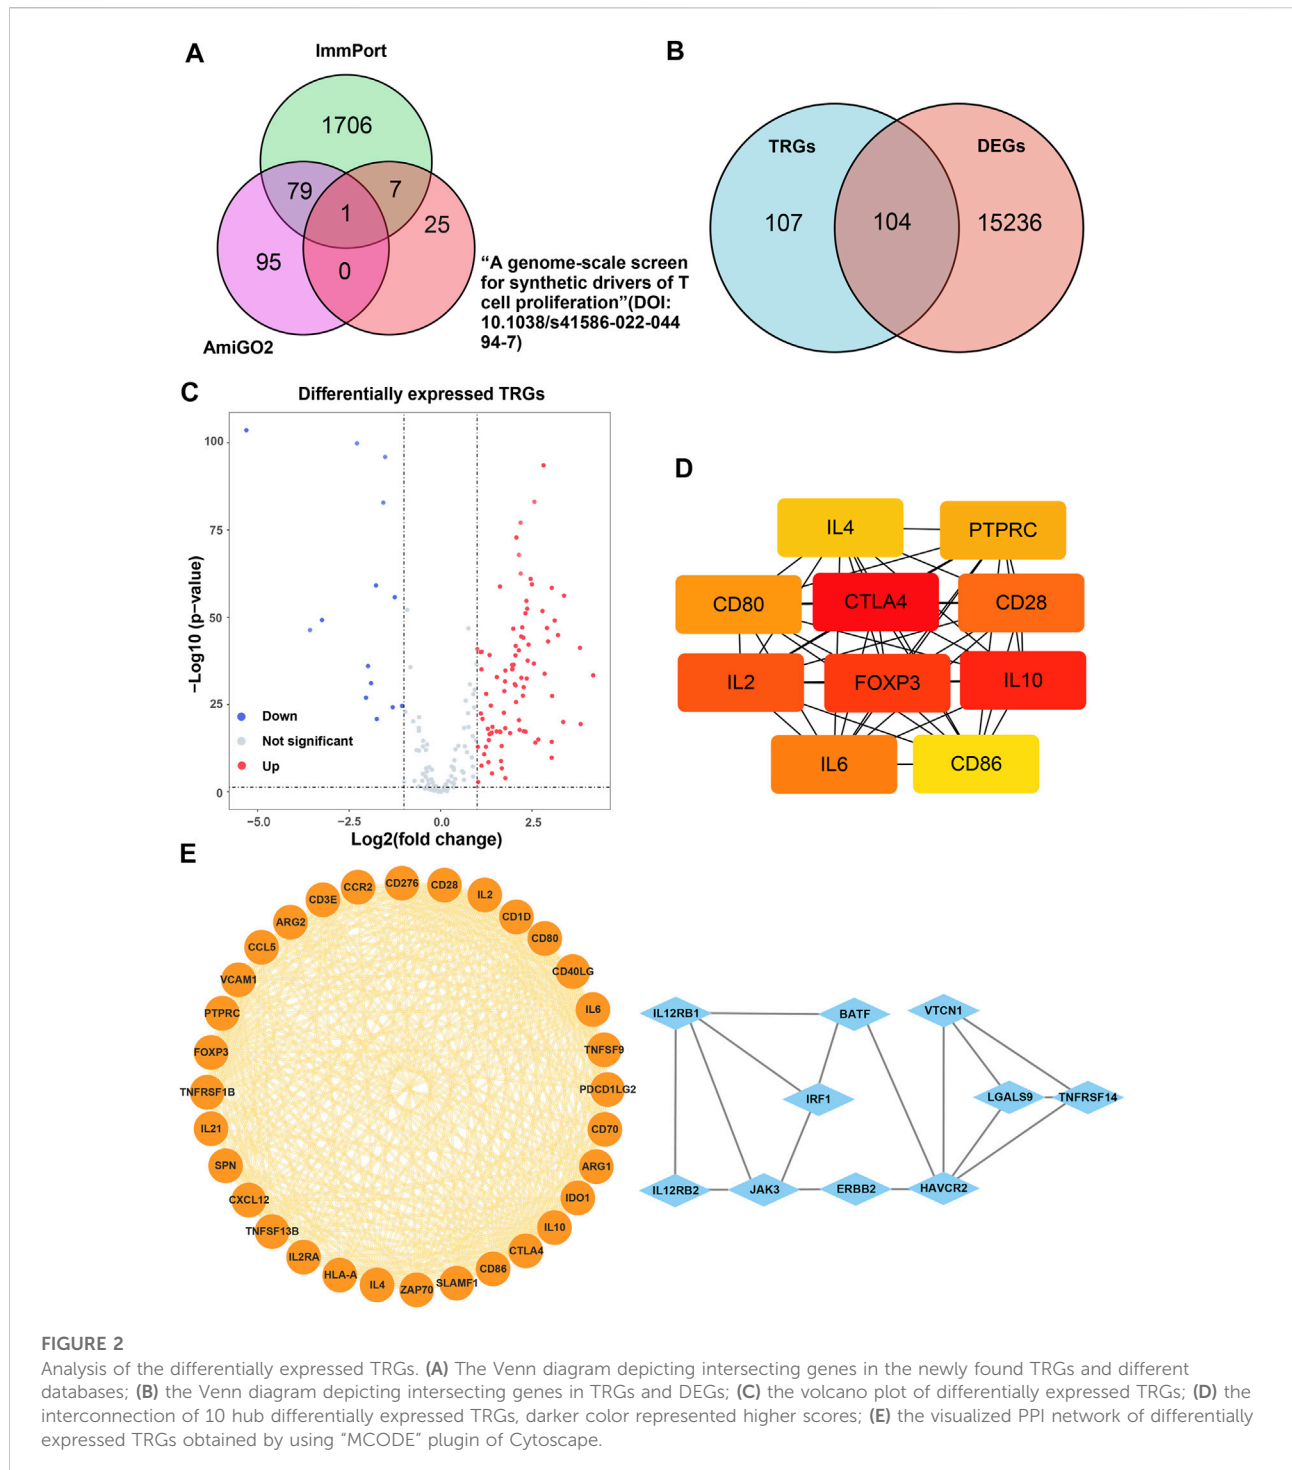 A
ImmPort
1706
79
7
1
25
95
0
AmiGO2
“A genome-scale screen
for synthetic drivers of T
cell proliferation”(DOI:
10.1038/s41586-022-044
94-7)
B
TRGs
DEGs
107
104
15236
C
Differentially expressed TRGs
−Log10 (p−value)
100
75
50
25
0
Down
Not significant
Up
−5.0
−2.5
0.0
2.5
Log2(fold change)
D
IL4
PTPRC
CD80
CTLA4
CD28
IL2
FOXP3
IL10
IL6
CD86
E
CD276
CD28
IL2
CD1D
CD80
CD40LG
IL6
TNFSF9
PDCD1LG2
CD70
ARG1
IDO1
IL10
CTLA4
CD86
SLAMF1
ZAP70
IL4
HLA-A
IL2RA
TNFSF13B
CXCL12
SPN
IL21
TNFRSF1B
FOXP3
PTPRC
VCAM1
CCL5
ARG2
CD3E
CCR2
IL12RB1
BATF
VTCN1
IRF1
LGALS9
TNFRSF14
IL12RB2
JAK3
ERBB2
HAVCR2
FIGURE 2
Analysis of the differentially expressed TRGs. (A) The Venn diagram depicting intersecting genes in the newly found TRGs and different
databases; (B) the Venn diagram depicting intersecting genes in TRGs and DEGs; (C) the volcano plot of differentially expressed TRGs; (D) the
interconnection of 10 hub differentially expressed TRGs, darker color represented higher scores; (E) the visualized PPI network of differentially
expressed TRGs obtained by using “MCODE” plugin of Cytoscape.